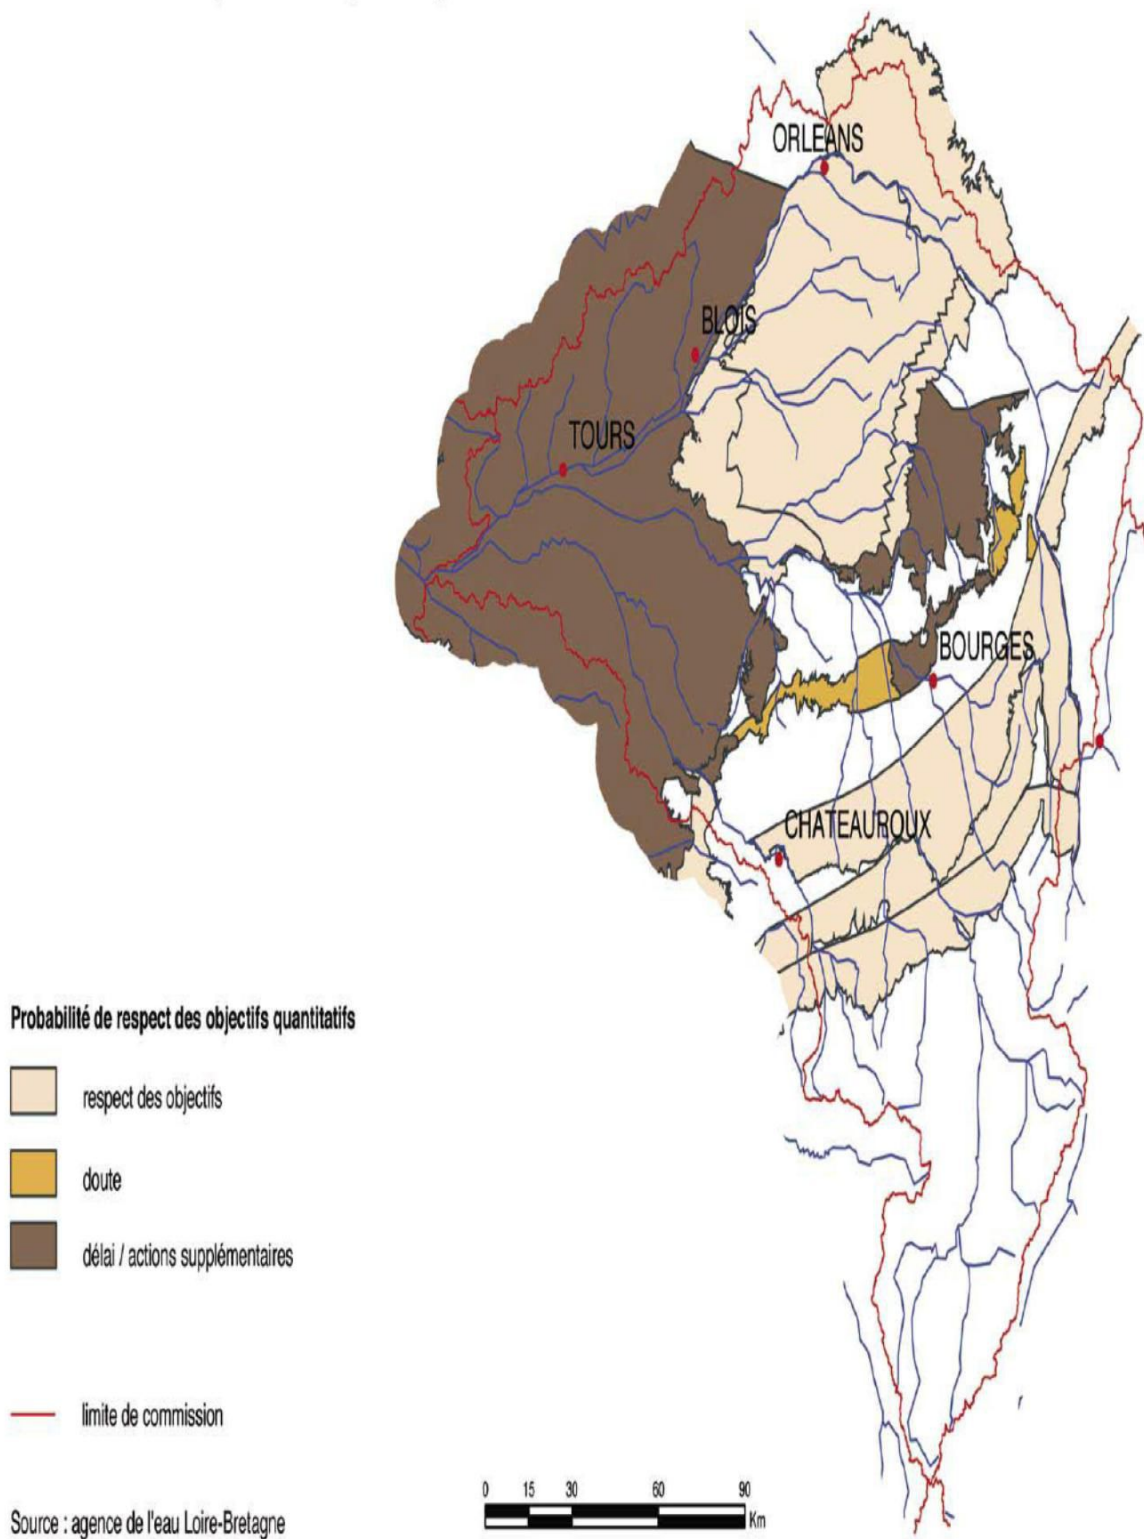 ORLEANS
BLOIS
TOURS
BOURGES
CHATEAUROUX
Probabilité de respect des objectifs quantitatifs
respect des objectifs
doute
délai / actions supplémentaires
limite de commission
0 15 30 60 90
Km
Source : agence de l'eau Loire-Bretagne